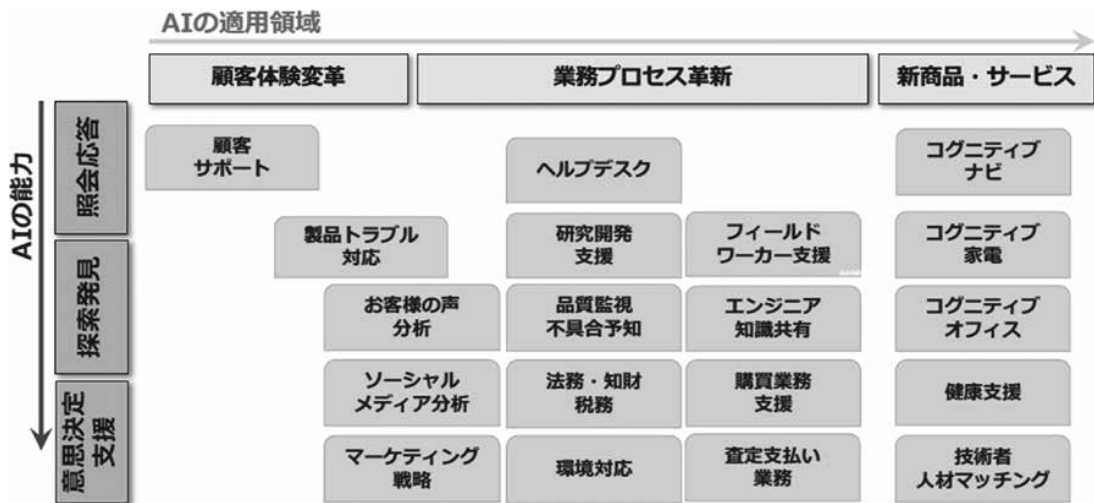 AIの適用領域
顧客体験変革
業務プロセス革新
新商品・サービス
AIの能力
照会応答
探索発見
意思決定
支援
顧客
サポート
ヘルプデスク
コグニティブ
ナビ
製品トラブル
対応
研究開発
支援
フィールド
ワーカー支援
コグニティブ
家電
お客様の声
分析
品質監視
不具合予知
エンジニア
知識共有
コグニティブ
オフィス
ソーシャル
メディア分析
法務・知財
税務
購買業務
支援
健康支援
マーケティング
戦略
環境対応
査定支払い
業務
技術者
人材マッチング